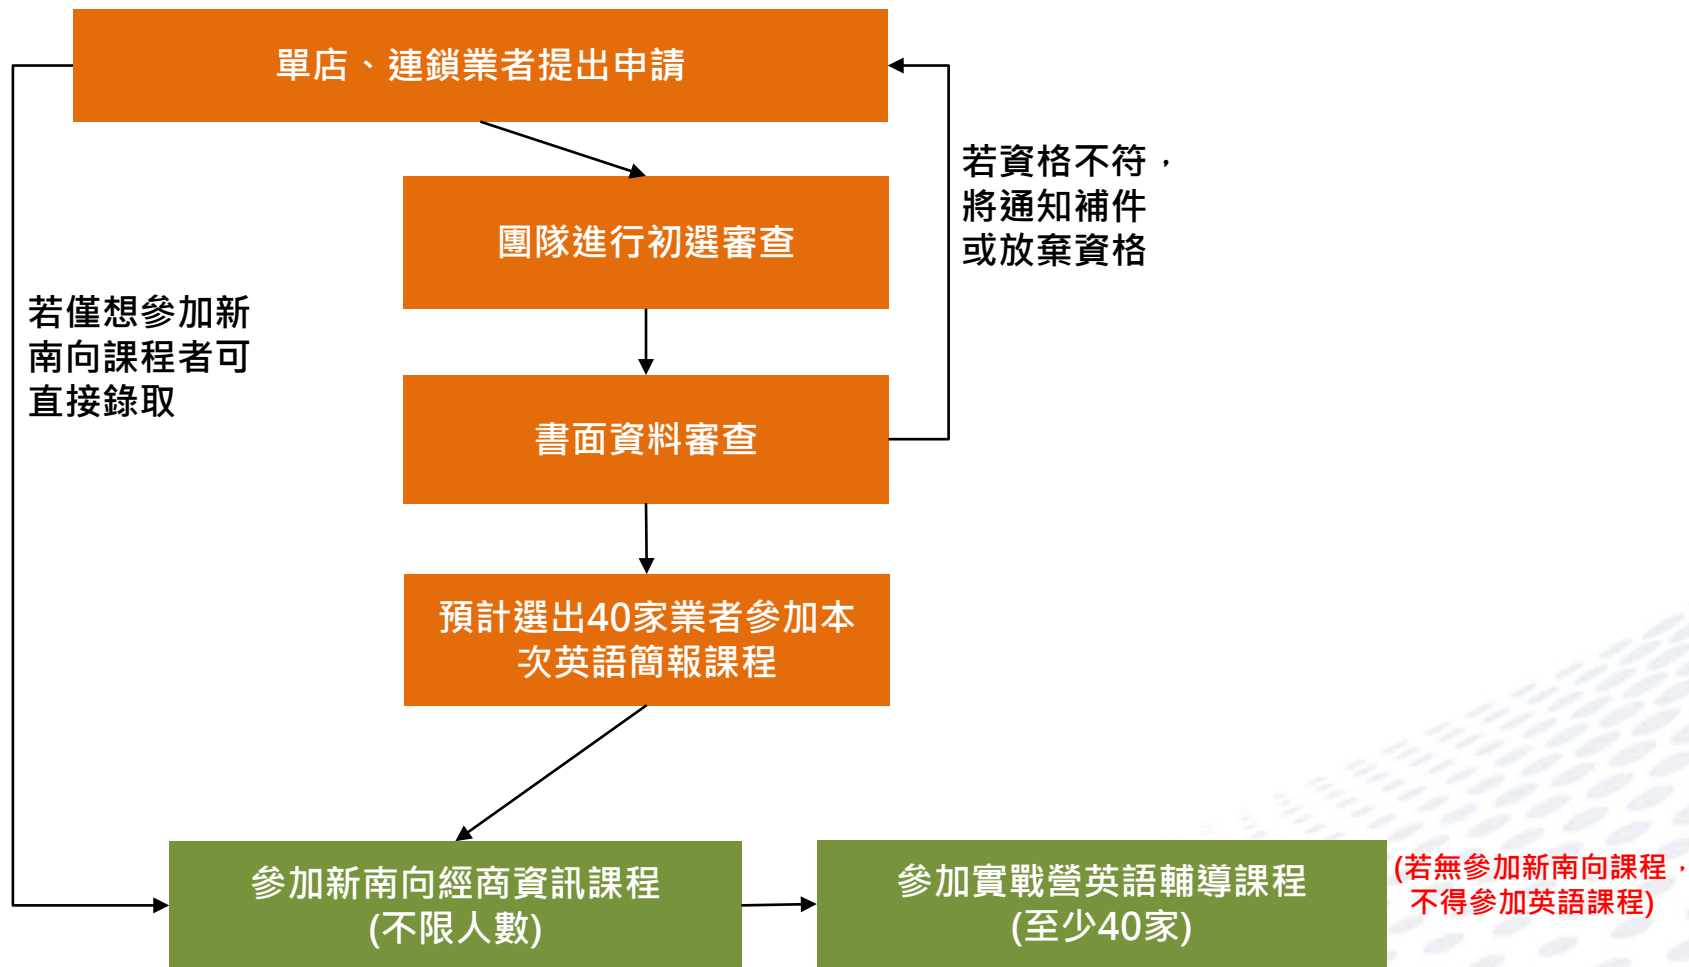 單店、連鎖業者提出申請
若資格不符，
將通知補件
或放棄資格
團隊進行初選審查
若僅想參加新
南向課程者可
直接錄取
書面資料審查
預計選出40家業者參加本
次英語簡報課程
參加新南向經商資訊課程
(不限人數)
參加實戰營英語輔導課程
(至少40家)
(若無參加新南向課程，
不得參加英語課程)